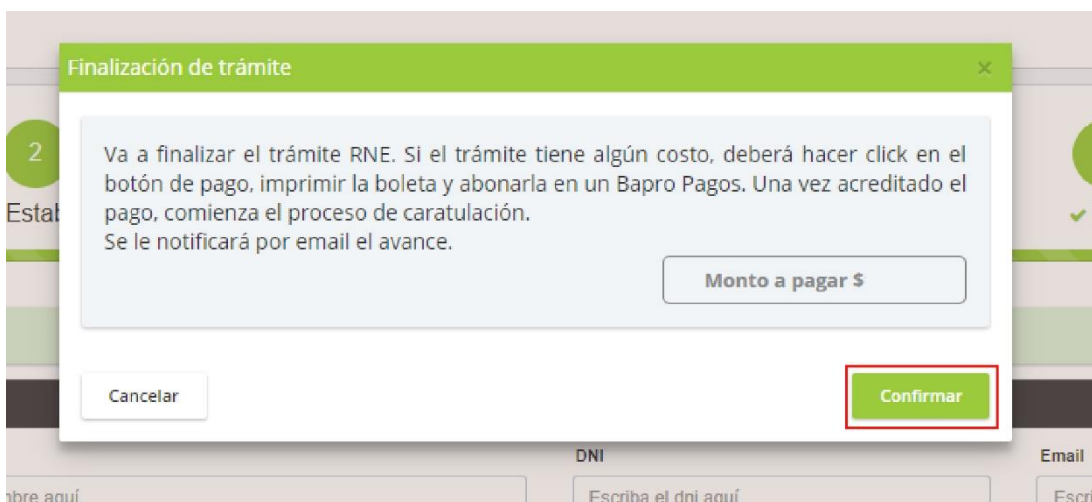 Finalización de trámite ×
2
Va a finalizar el trámite RNE. Si el trámite tiene algún costo, deberá hacer click en el
botón de pago, imprimir la boleta y abonarla en un Bapro Pagos. Una vez acreditado el
pago, comienza el proceso de caratulación.
Se le notificará por email el avance.
Monto a pagar $
Cancelar
Confirmar
DNI
Email
aquí
Escriba el dni aquí